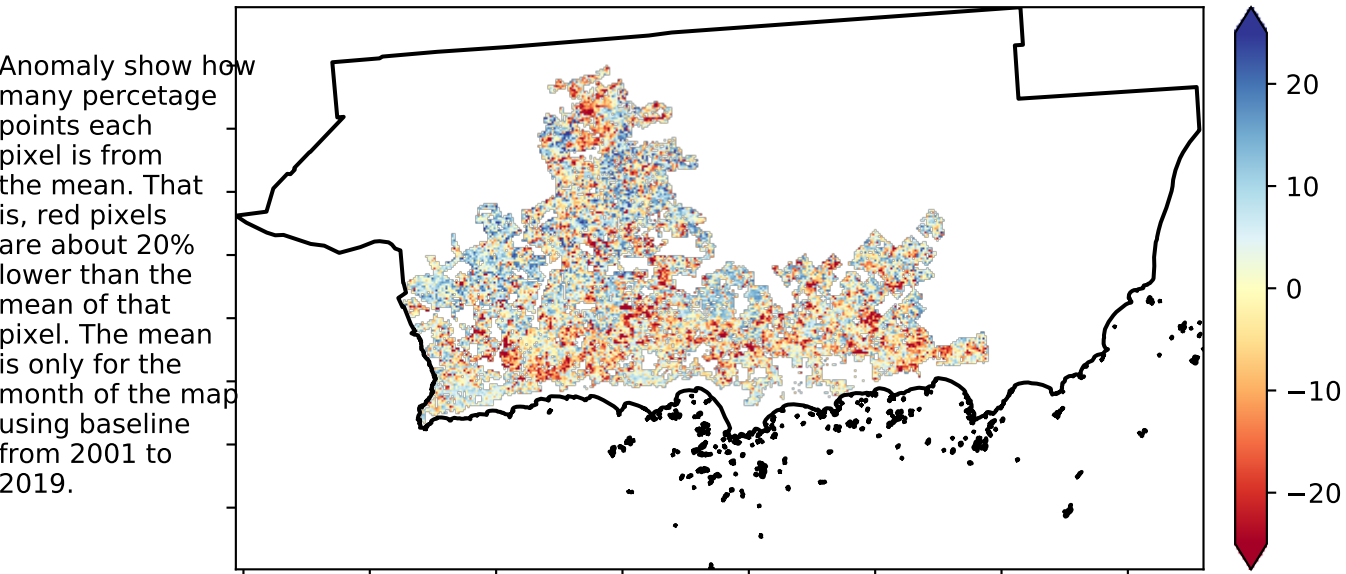 Anomaly show how
many percetage
points each
pixel is from
the mean. That
is, red pixels
are about 20%
lower than the
mean of that
pixel. The mean
is only for the
month of the map
using baseline
from 2001 to
2019.
20
10
0
−10
−20